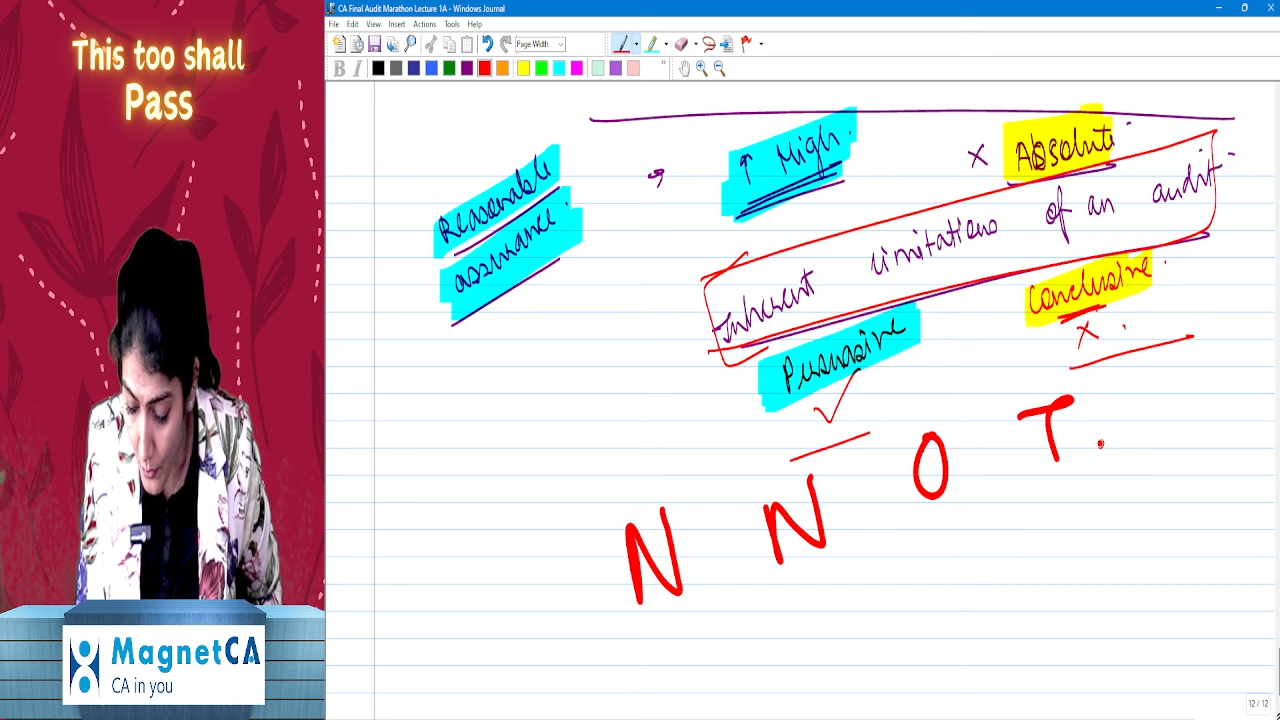 This too shall
Pass
MagnetCA
CA in you
CA Final Audit Marathon Lecture 1A - Windows Journal
File Edit View Insert Actions Tools Help
Page Width
B I
Reasonable
assurance.
↑ High.
x Absolute.
Inherent limitations of an audit
Persuasive
✓
Conclusive.
x.
N N O T.
12 / 12